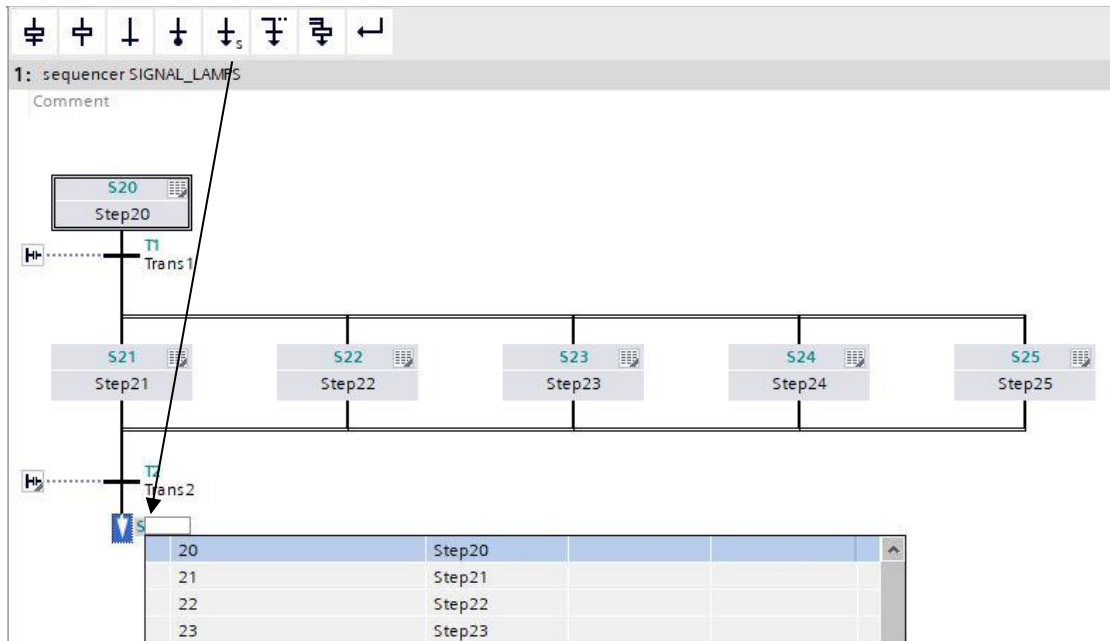 s
1: sequencer SIGNAL_LAMPS
Comment
S20
Step20
T1
Trans1
S21
Step21
S22
Step22
S23
Step23
S24
Step24
S25
Step25
T2
Trans2
S
20 Step20
21 Step21
22 Step22
23 Step23